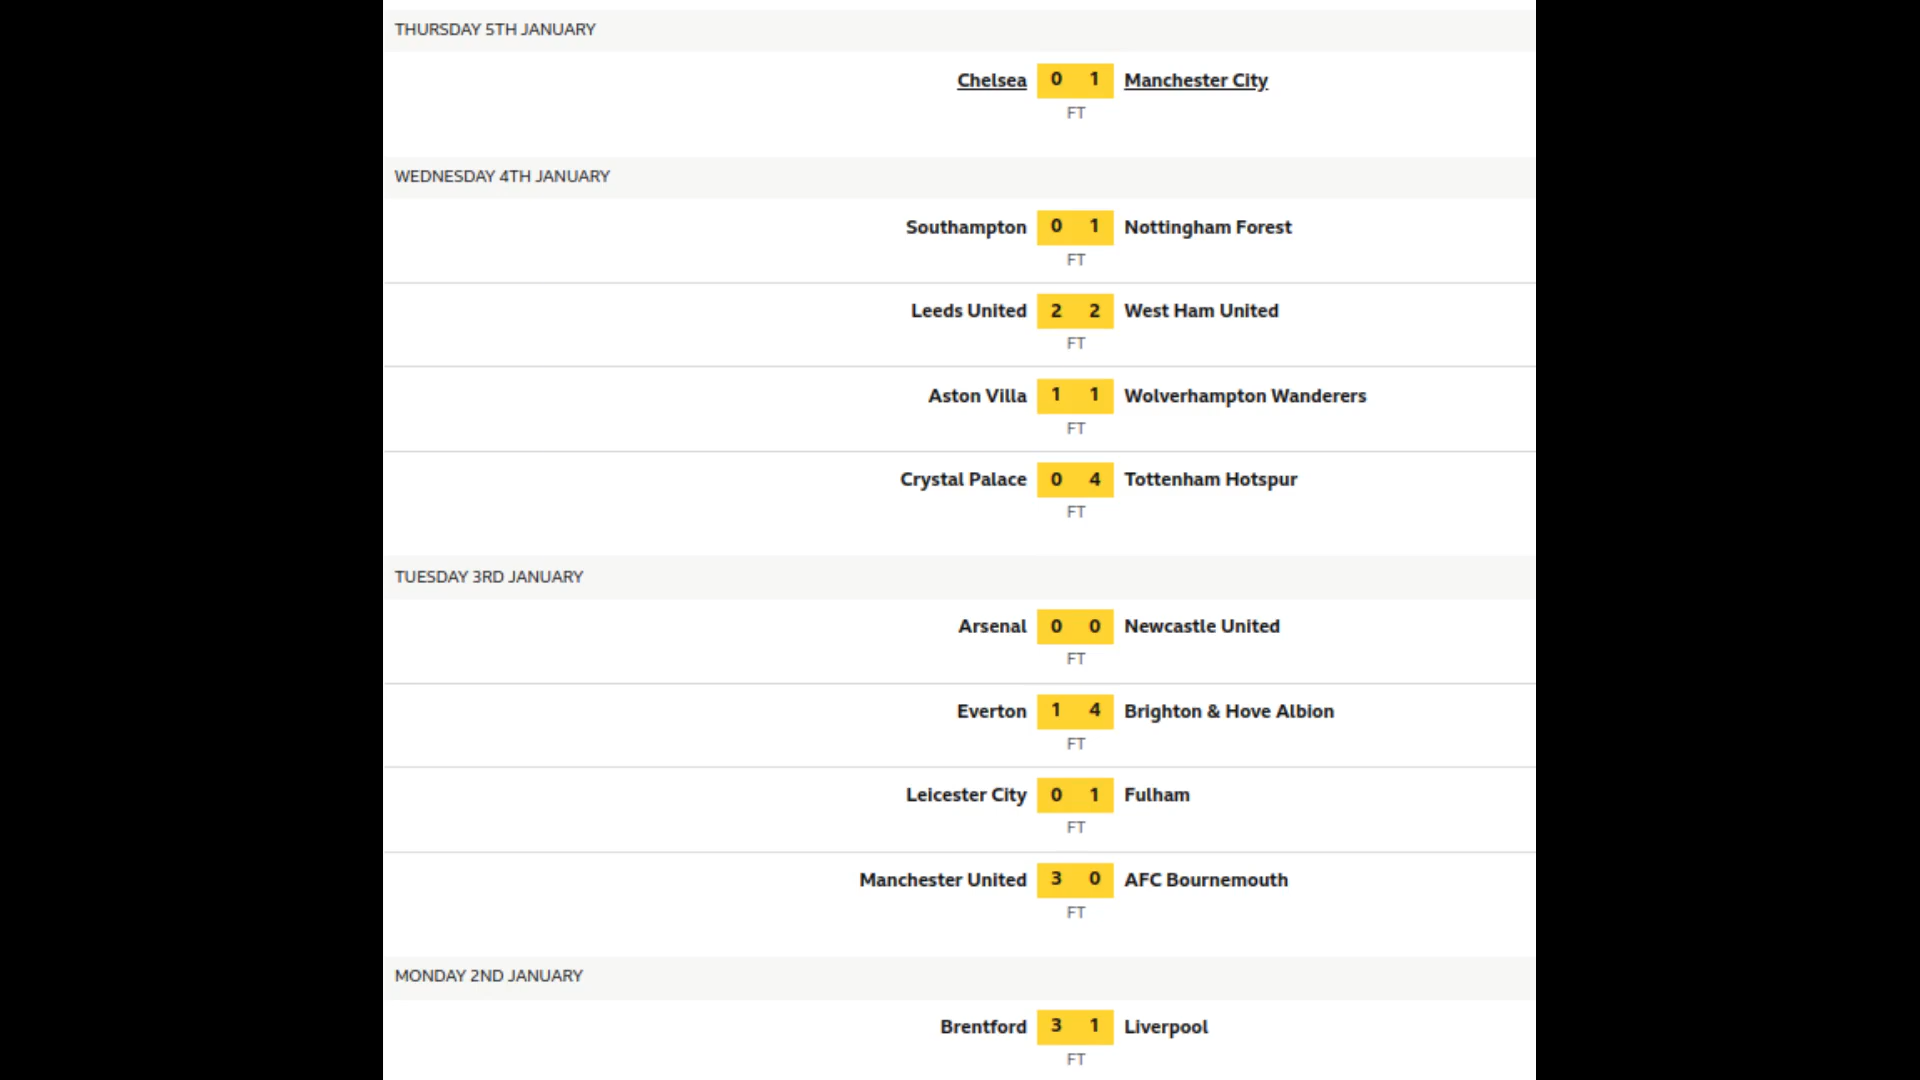 THURSDAY 5TH JANUARY
Chelsea 0 1 Manchester City
FT
WEDNESDAY 4TH JANUARY
Southampton 0 1 Nottingham Forest
FT
Leeds United 2 2 West Ham United
FT
Aston Villa 1 1 Wolverhampton Wanderers
FT
Crystal Palace 0 4 Tottenham Hotspur
FT
TUESDAY 3RD JANUARY
Arsenal 0 0 Newcastle United
FT
Everton 1 4 Brighton & Hove Albion
FT
Leicester City 0 1 Fulham
FT
Manchester United 3 0 AFC Bournemouth
FT
MONDAY 2ND JANUARY
Brentford 3 1 Liverpool
FT